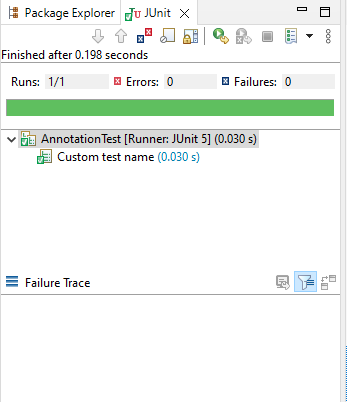 Package Explorer JUnit
Finished after 0.198 seconds
Runs: 1/1 Errors: 0 Failures: 0
AnnotationTest [Runner: JUnit 5] (0.030 s)
Custom test name (0.030 s)
Failure Trace